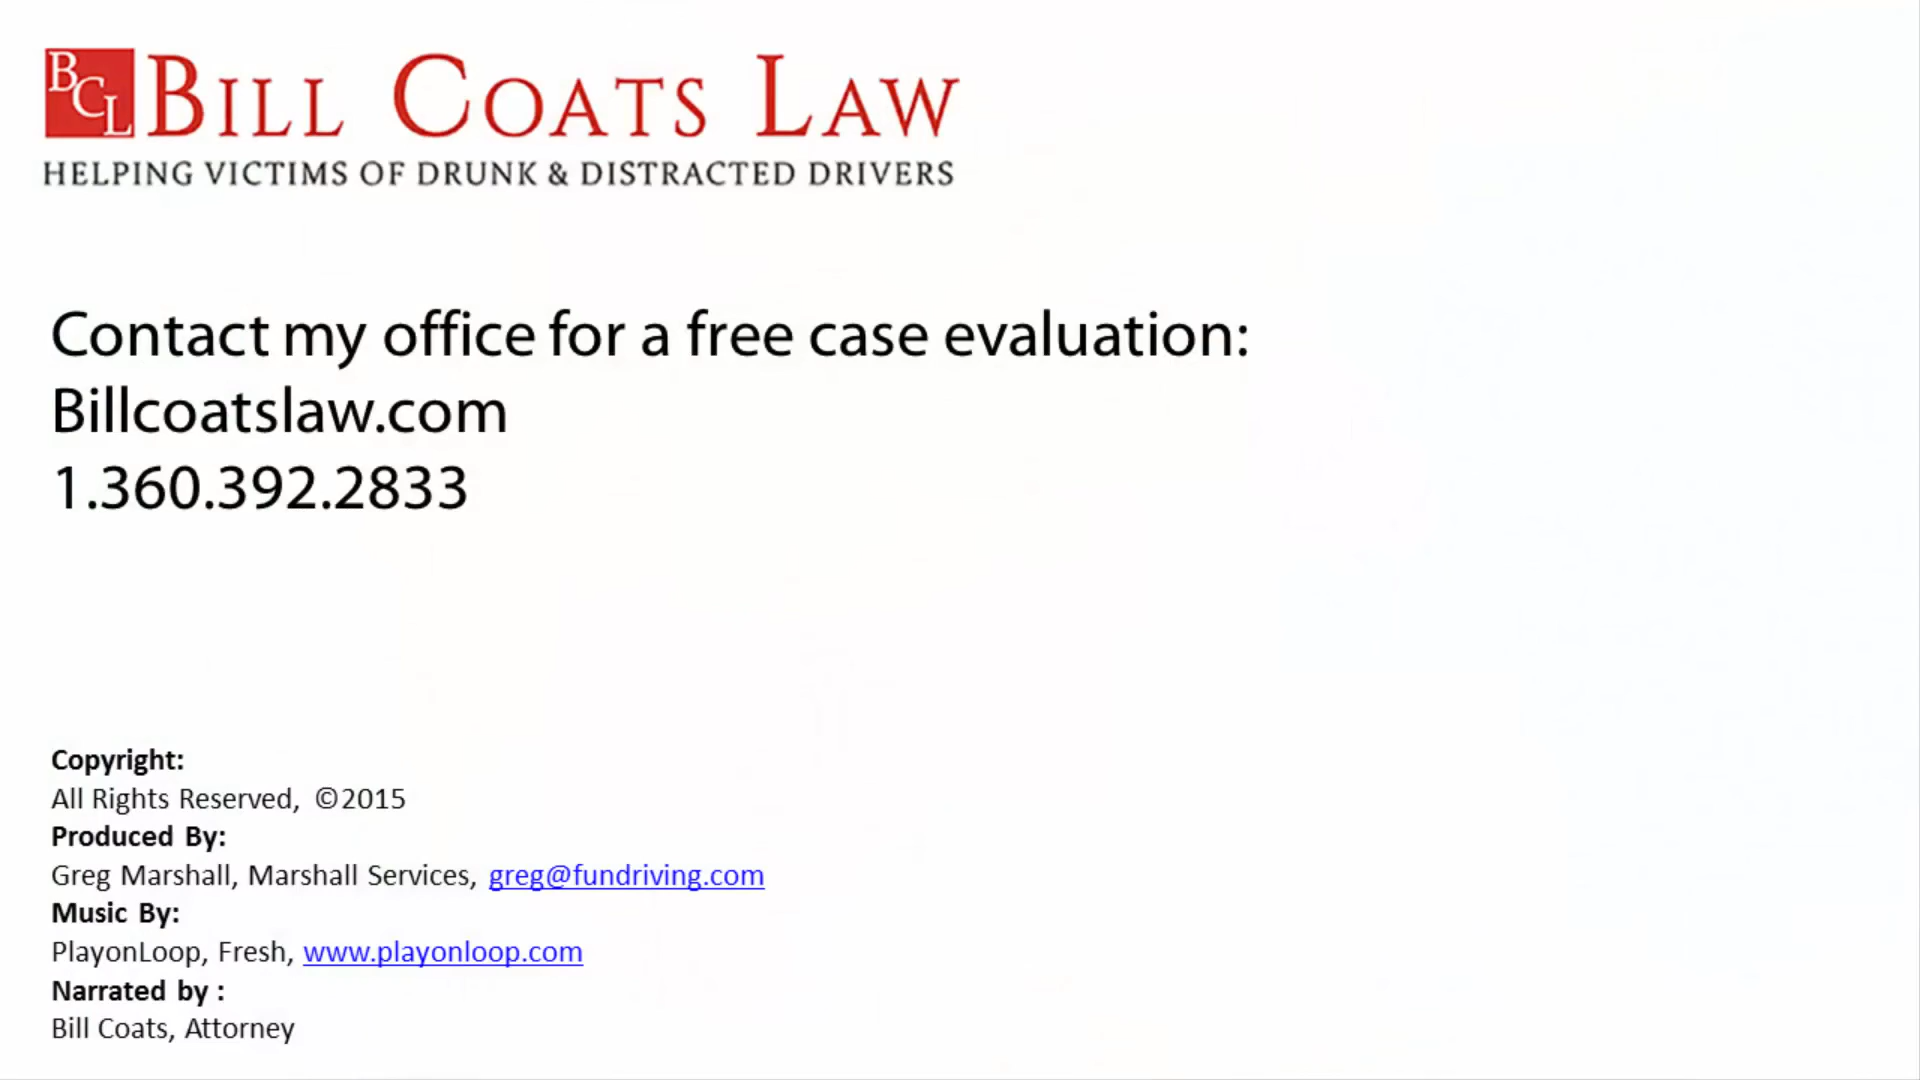 BCL BILL COATS LAW
HELPING VICTIMS OF DRUNK & DISTRACTED DRIVERS
Contact my office for a free case evaluation:
Billcoatslaw.com
1.360.392.2833
Copyright:
All Rights Reserved, ©2015
Produced By:
Greg Marshall, Marshall Services, greg@fundriving.com
Music By:
PlayonLoop, Fresh, www.playonloop.com
Narrated by :
Bill Coats, Attorney